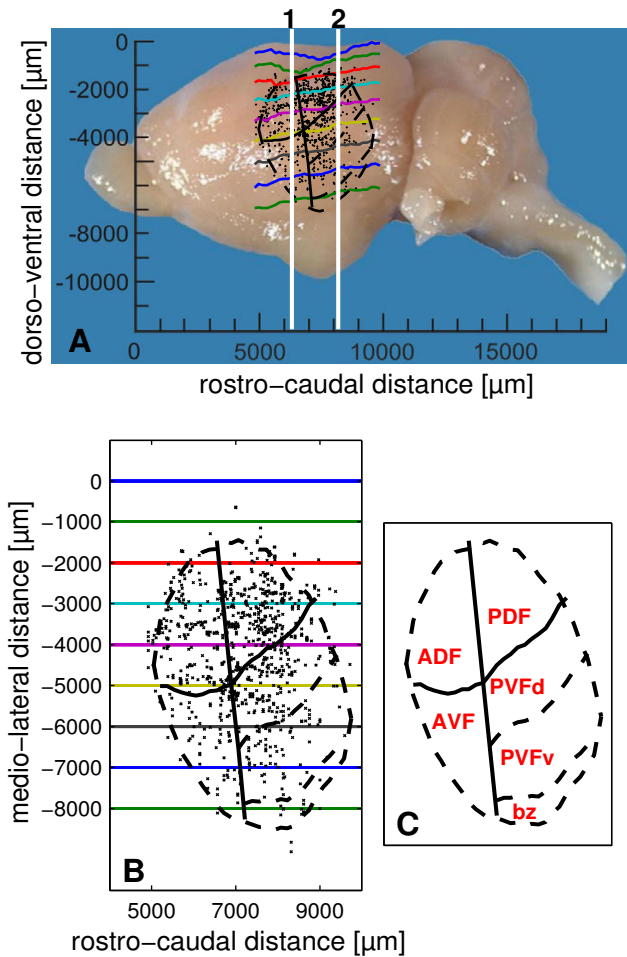 1 2
0
−2000
−4000
-6000
−8000
-10000
dorso−ventral distance [µm]
A
0 5000 10000 15000
rostro−caudal distance [µm]
0
−1000
−2000
−3000
−4000
−5000
−6000
−7000
−8000
medio−lateral distance [µm]
B
5000 7000 9000
rostro−caudal distance [µm]
PDF
ADF
PVFd
AVF
PVFv
bz
C